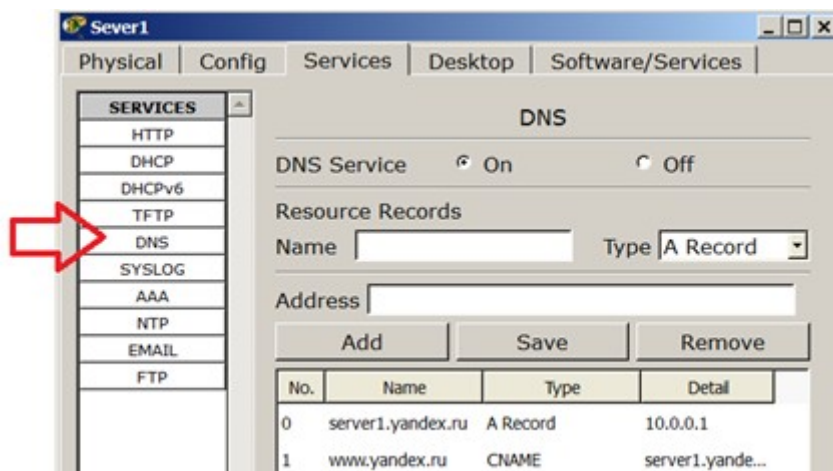 Sever1
Physical Config Services Desktop Software/Services
SERVICES
HTTP
DHCP
DHCPv6
TFTP
DNS
SYSLOG
AAA
NTP
EMAIL
FTP
DNS
DNS Service On Off
Resource Records
Name Type A Record
Address
Add Save Remove
No. Name Type Detail
0 server1.yandex.ru A Record 10.0.0.1
1 www.yandex.ru CNAME server1.yande...